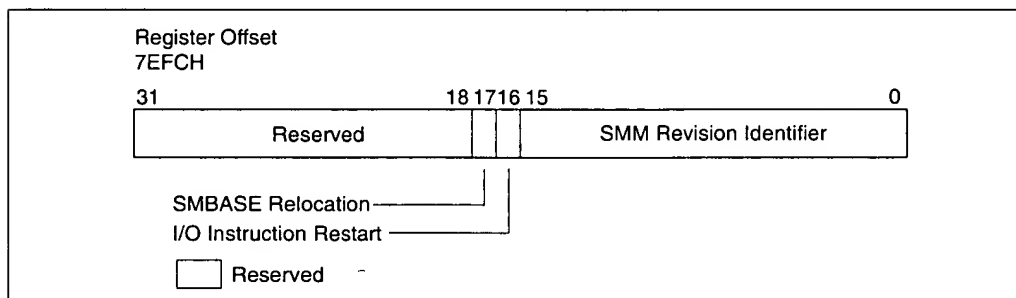 Register Offset
7EFCH
31 18 17 16 15 0
Reserved SMM Revision Identifier
SMBASE Relocation
I/O Instruction Restart
Reserved